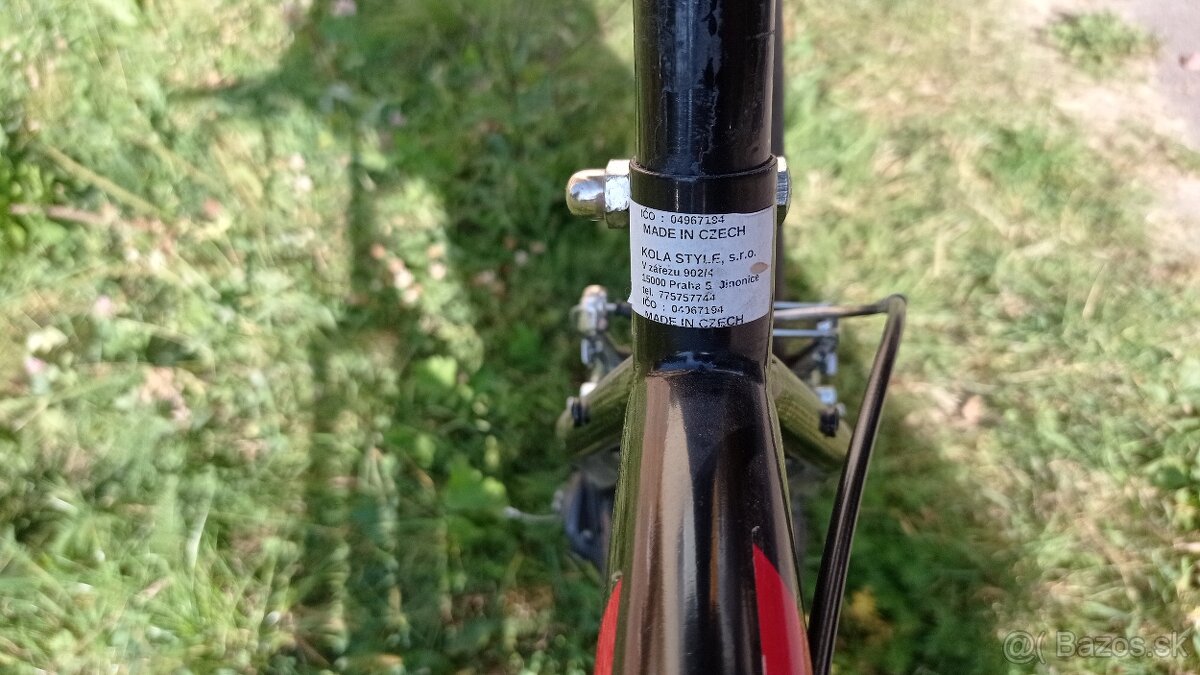 IČO : 04967194
MADE IN CZECH
KOLA STYLE, s.r.o.
V zářezu 902/4
15000 Praha 5 Jinonice
tel. 775757744
IČO : 04967194
MADE IN CZECH
@( Bazos.sk